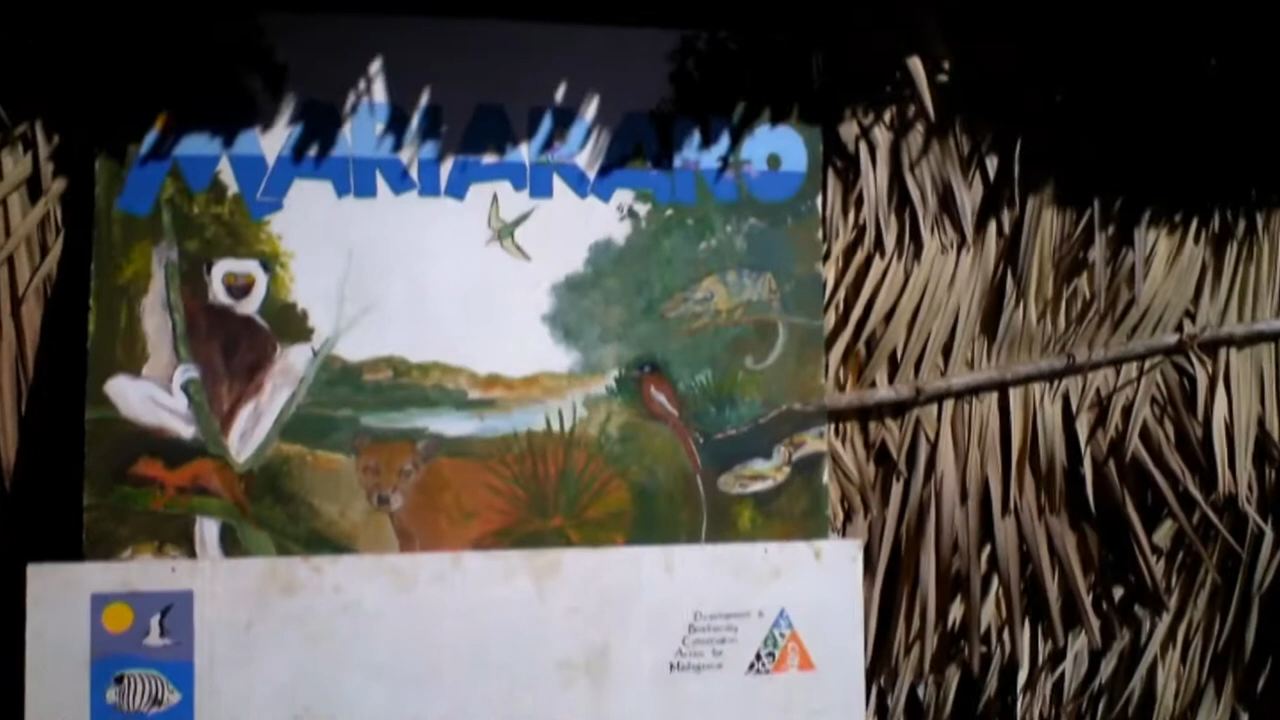 MARIARANO
Development &
Biodiversity
Conservation
Action for
Madagascar